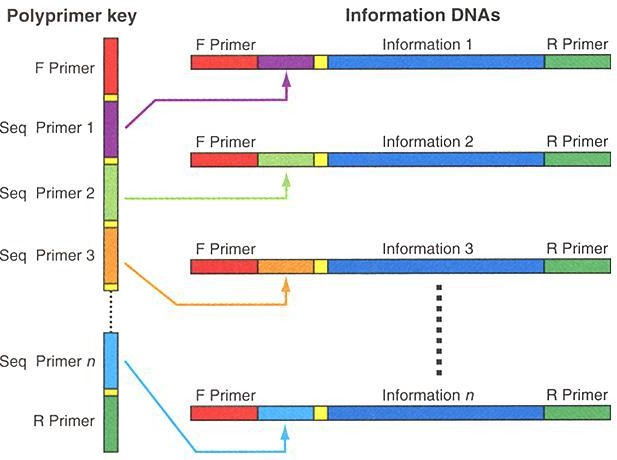 Polyprimer key
Information DNAs
F Primer
Seq Primer 1
Seq Primer 2
Seq Primer 3
Seq Primer n
R Primer
F Primer Information 1 R Primer
F Primer Information 2 R Primer
F Primer Information 3 R Primer
F Primer Information n R Primer